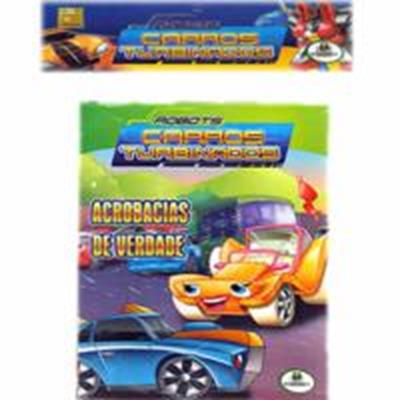 CARROS
TURBINADOS
ROBOTS
CARROS
TURBINADOS
ACROBACIAS
DE VERDADE